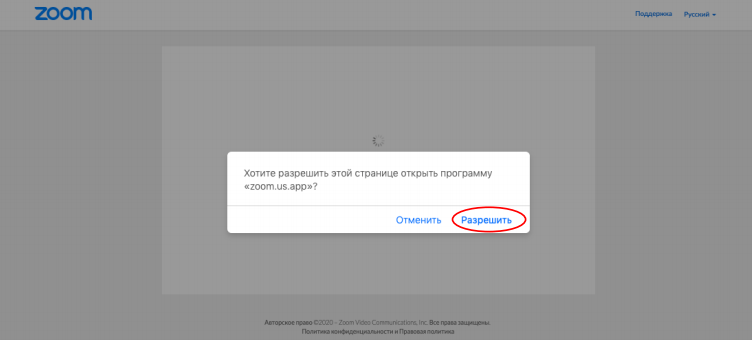 zoom
Поддержка Русский
Хотите разрешить этой странице открыть программу
«zoom.us.app»?
Отменить Разрешить
Авторское право ©2020 – Zoom Video Communications, Inc. Все права защищены.
Политика конфиденциальности и Правовая политика